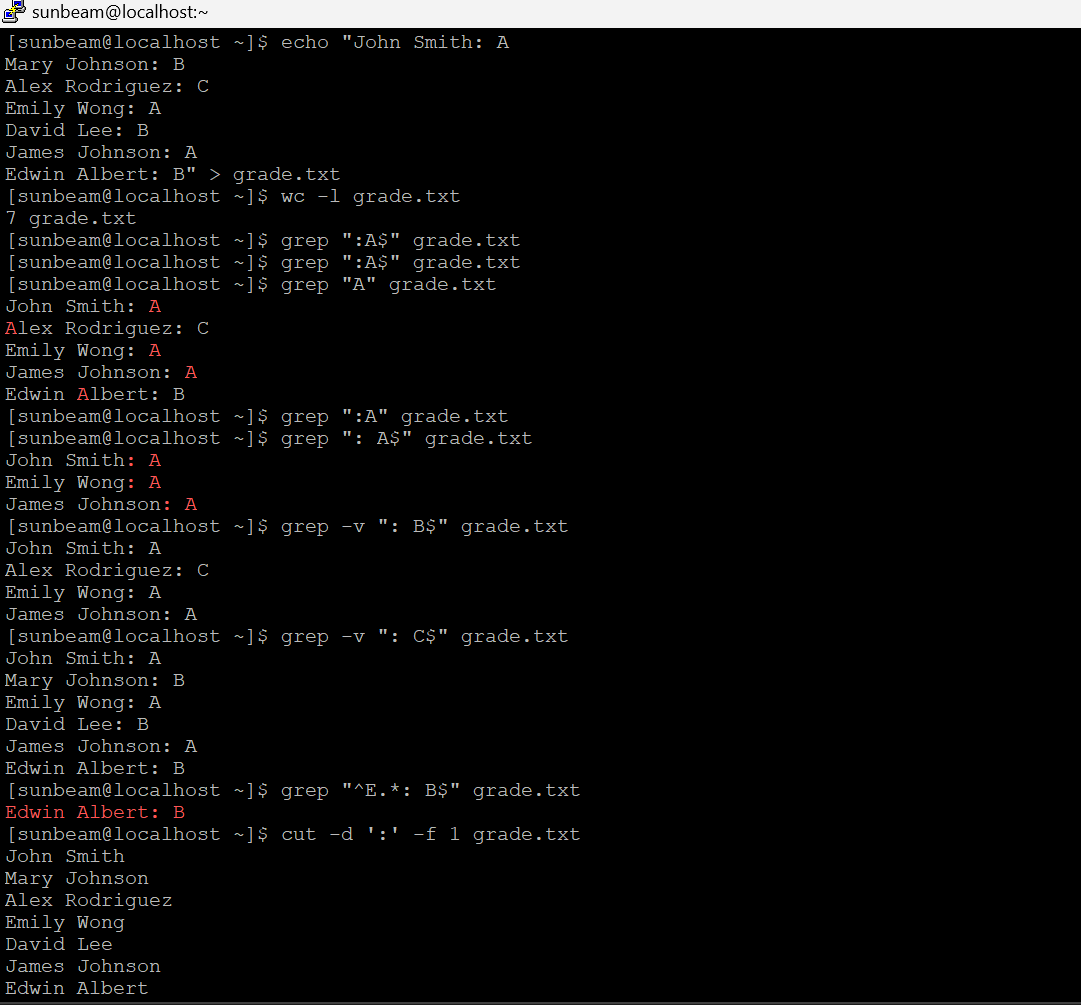 sunbeam@localhost:~
[sunbeam@localhost ~]$ echo "John Smith: A
Mary Johnson: B
Alex Rodriguez: C
Emily Wong: A
David Lee: B
James Johnson: A
Edwin Albert: B" > grade.txt
[sunbeam@localhost ~]$ wc -l grade.txt
7 grade.txt
[sunbeam@localhost ~]$ grep ":A$" grade.txt
[sunbeam@localhost ~]$ grep ":A$" grade.txt
[sunbeam@localhost ~]$ grep "A" grade.txt
John Smith: A
Alex Rodriguez: C
Emily Wong: A
James Johnson: A
Edwin Albert: B
[sunbeam@localhost ~]$ grep ":A" grade.txt
[sunbeam@localhost ~]$ grep ": A$" grade.txt
John Smith: A
Emily Wong: A
James Johnson: A
[sunbeam@localhost ~]$ grep -v ": B$" grade.txt
John Smith: A
Alex Rodriguez: C
Emily Wong: A
James Johnson: A
[sunbeam@localhost ~]$ grep -v ": C$" grade.txt
John Smith: A
Mary Johnson: B
Emily Wong: A
David Lee: B
James Johnson: A
Edwin Albert: B
[sunbeam@localhost ~]$ grep "^E.*: B$" grade.txt
Edwin Albert: B
[sunbeam@localhost ~]$ cut -d ':' -f 1 grade.txt
John Smith
Mary Johnson
Alex Rodriguez
Emily Wong
David Lee
James Johnson
Edwin Albert